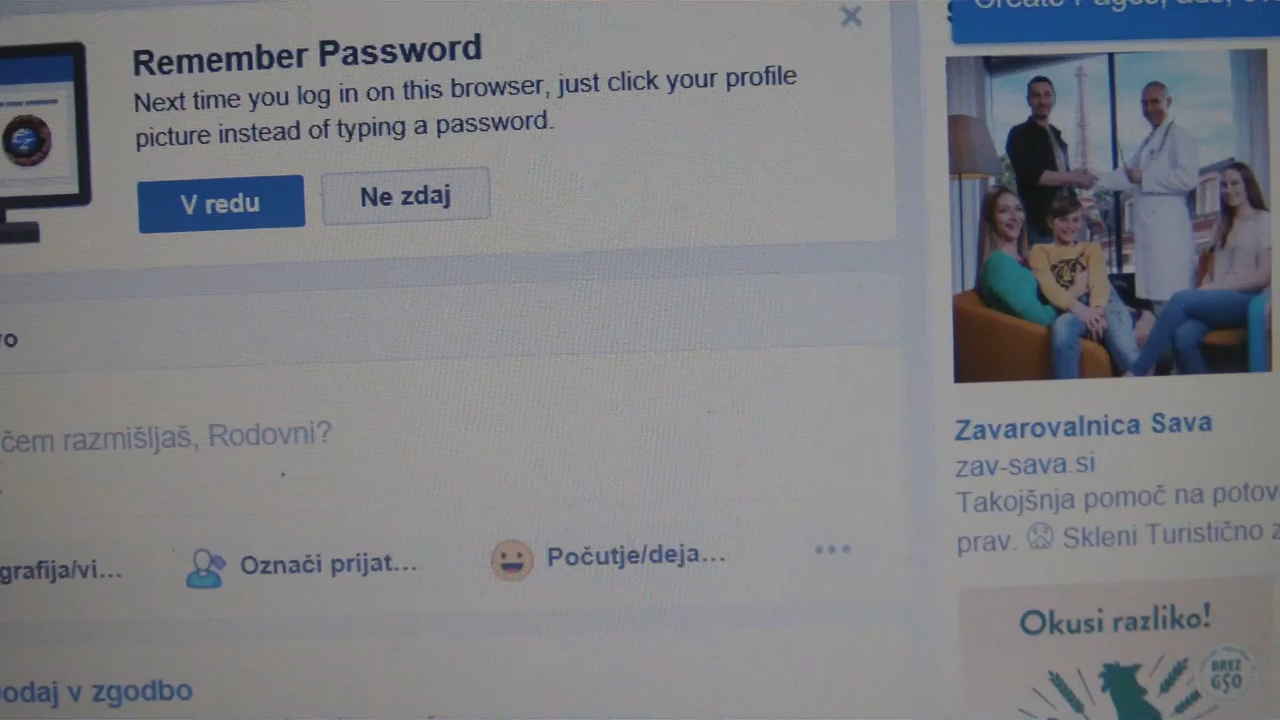 Remember Password
Next time you log in on this browser, just click your profile
picture instead of typing a password.
V redu
Ne zdaj
čem razmišljaš, Rodovni?
grafija/vi...
Označi prijat...
Počutje/deja...
odaj v zgodbo
Zavarovalnica Sava
zav-sava.si
Takojšnja pomoč na potov
prav. Skleni Turistično z
Okusi razliko!
BREZ
GSO